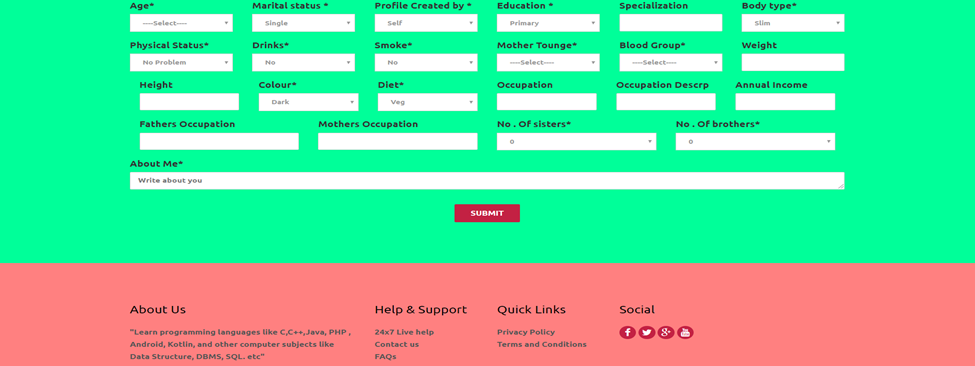 Age* Marital status * Profile Created by * Education * Specialization Body type*
----Select---- Single Self Primary Slim
Physical Status* Drinks* Smoke* Mother Tounge* Blood Group* Weight
No Problem No No ----Select---- ----Select----
Height Colour* Diet* Occupation Occupation Descrp Annual Income
Dark Veg
Fathers Occupation Mothers Occupation No . Of sisters* No . Of brothers*
0 0
About Me*
Write about you
SUBMIT
About Us Help & Support Quick Links Social
"Learn programming languages like C,C++,Java, PHP , 24x7 Live help Privacy Policy
Android, Kotlin, and other computer subjects like Contact us Terms and Conditions
Data Structure, DBMS, SQL. etc" FAQs